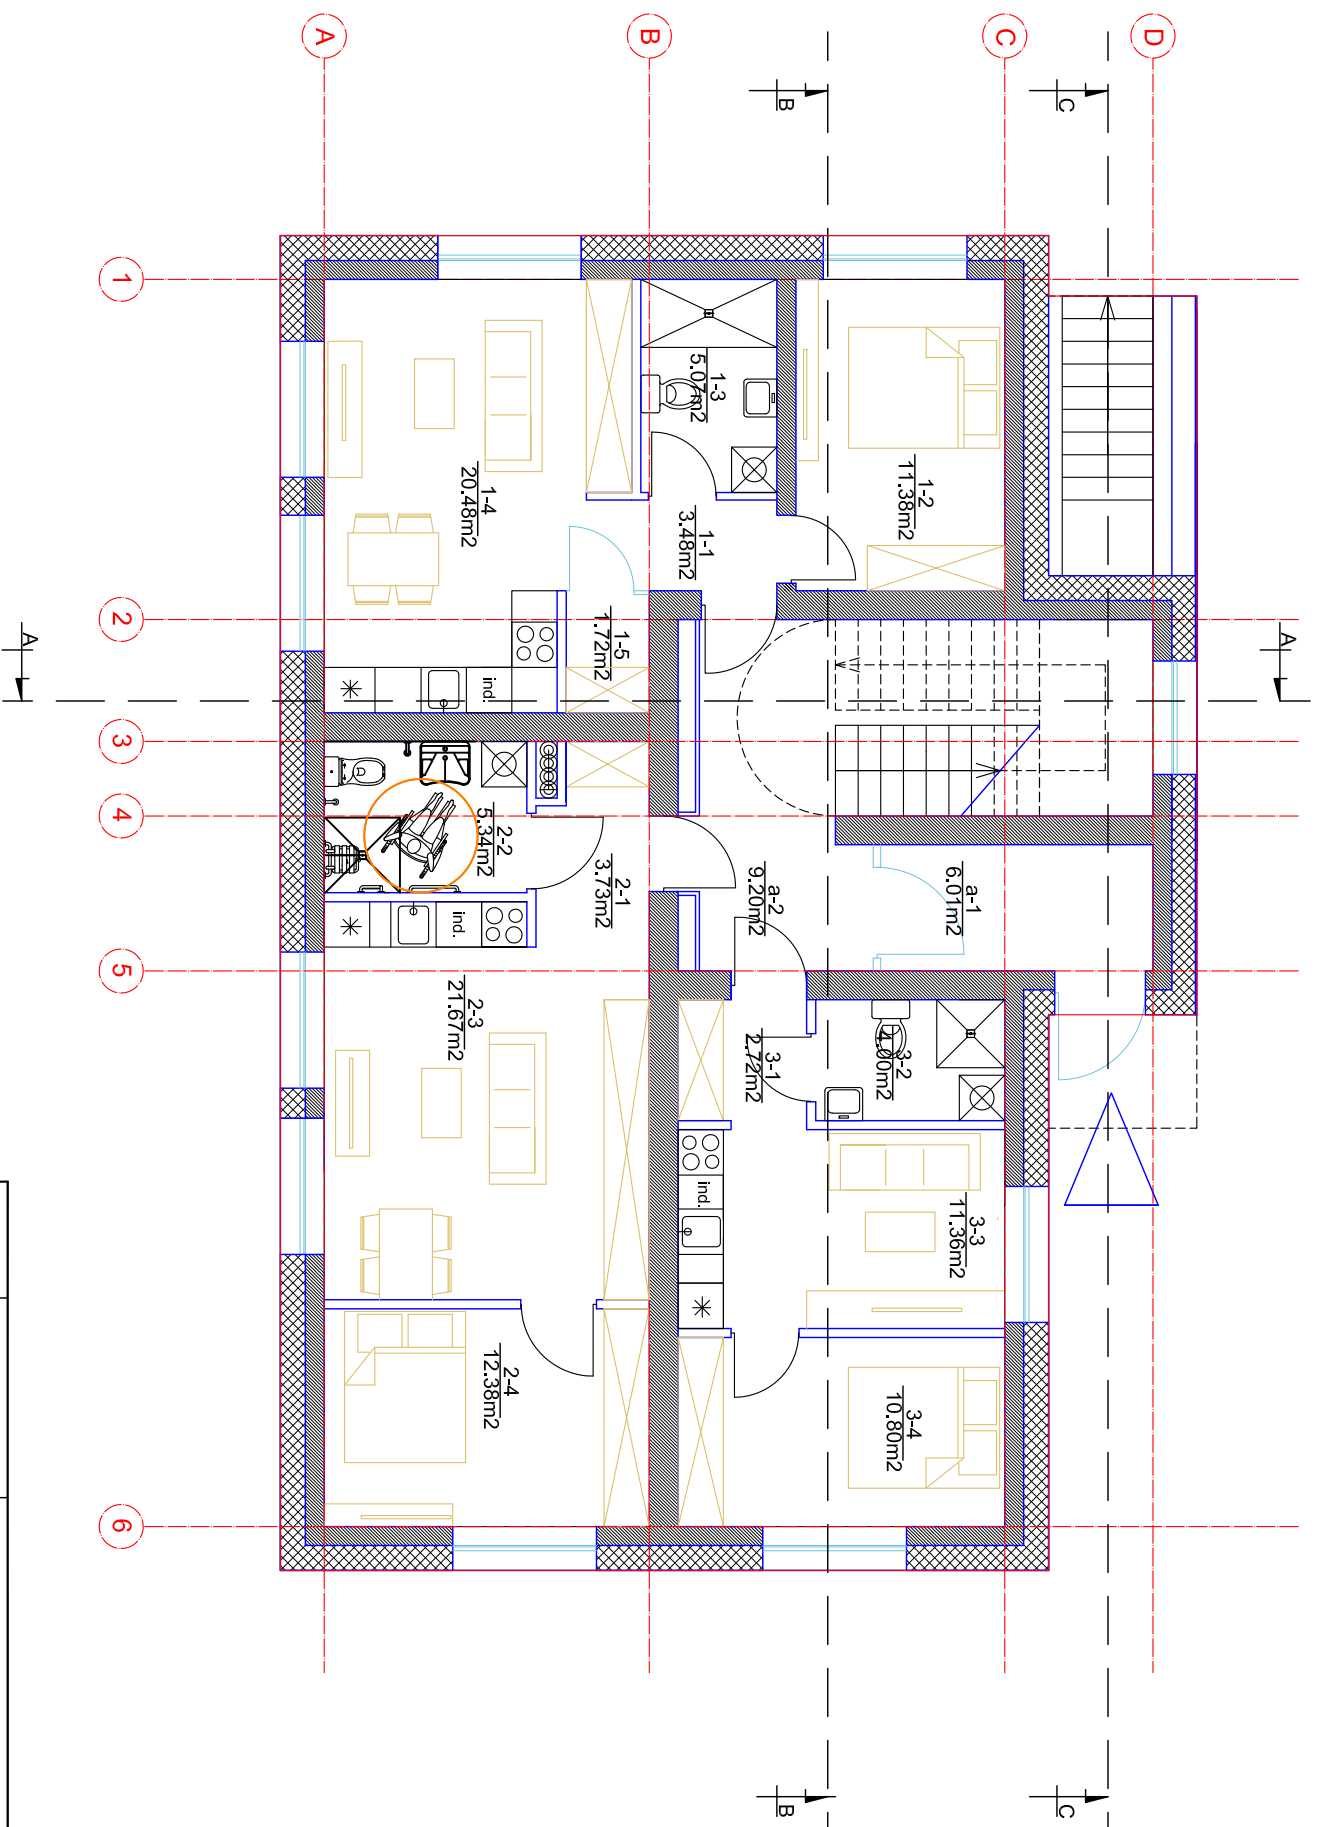 A
B
C
D
B
C
1
2
3
4
5
6
A
A
1-3
5.07m2
1-2
11.38m2
1-4
20.48m2
1-1
3.48m2
1-5
1.72m2
ind.
2-2
5.34m2
2-1
3.73m2
a-2
9.20m2
a-1
6.01m2
ind.
2-3
21.67m2
3-1
2.72m2
3-2
4.00m2
ind.
3-3
11.36m2
2-4
12.38m2
3-4
10.80m2
B
C